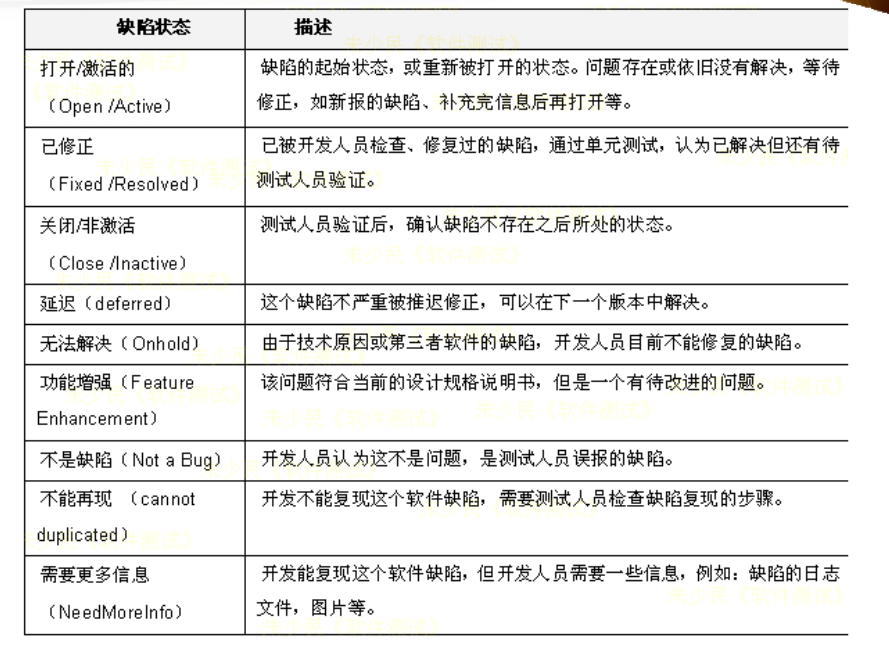 缺陷状态 描述
打开/激活的 缺陷的起始状态，或重新被打开的状态。问题存在或依旧没有解决，等待
（Open /Active） 修正，如新报的缺陷、补充完信息后再打开等。
已修正 已被开发人员检查、修复过的缺陷，通过单元测试，认为已解决但还有待
（Fixed /Resolved） 测试人员验证。
关闭/非激活 测试人员验证后，确认缺陷不存在之后所处的状态。
（Close /Inactive）
延迟（deferred） 这个缺陷不严重被推迟修正，可以在下一个版本中解决。
无法解决（Onhold） 由于技术原因或第三者软件的缺陷，开发人员目前不能修复的缺陷。
功能增强（Feature 该问题符合当前的设计规格说明书，但是一个有待改进的问题。
Enhancement）
不是缺陷（Not a Bug） 开发人员认为这不是问题，是测试人员误报的缺陷。
不能再现 （cannot 开发不能复现这个软件缺陷，需要测试人员检查缺陷复现的步骤。
duplicated）
需要更多信息 开发能复现这个软件缺陷，但开发人员需要一些信息，例如：缺陷的日志
（NeedMoreInfo） 文件，图片等。